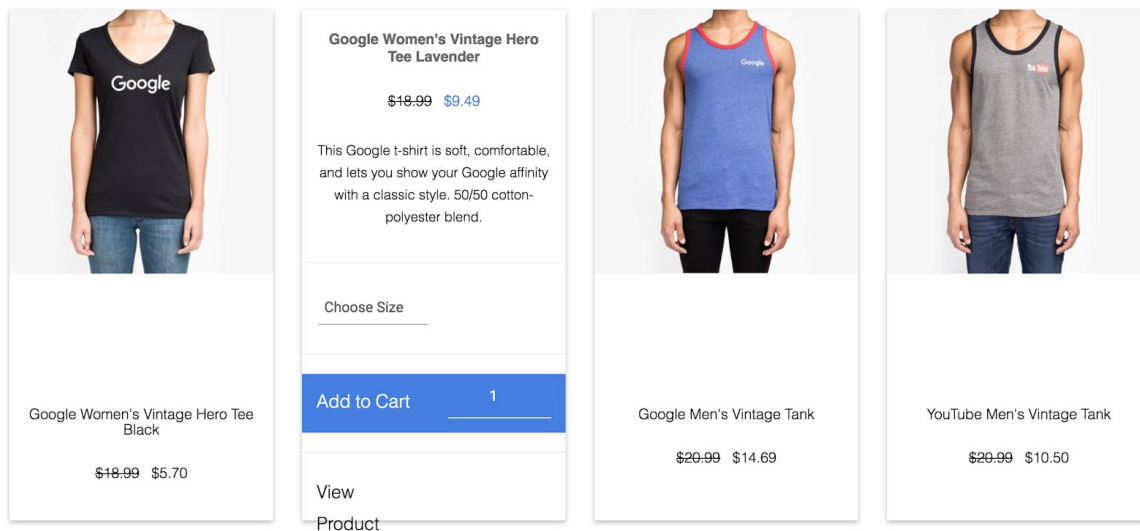 Google
Google Women's Vintage Hero Tee
Black
$18.99 $5.70
Google Women's Vintage Hero
Tee Lavender
$18.99 $9.49
This Google t-shirt is soft, comfortable,
and lets you show your Google affinity
with a classic style. 50/50 cotton-
polyester blend.
Choose Size
Add to Cart 1
View
Product
Google
Google Men's Vintage Tank
$20.99 $14.69
You Tube
YouTube Men's Vintage Tank
$20.99 $10.50